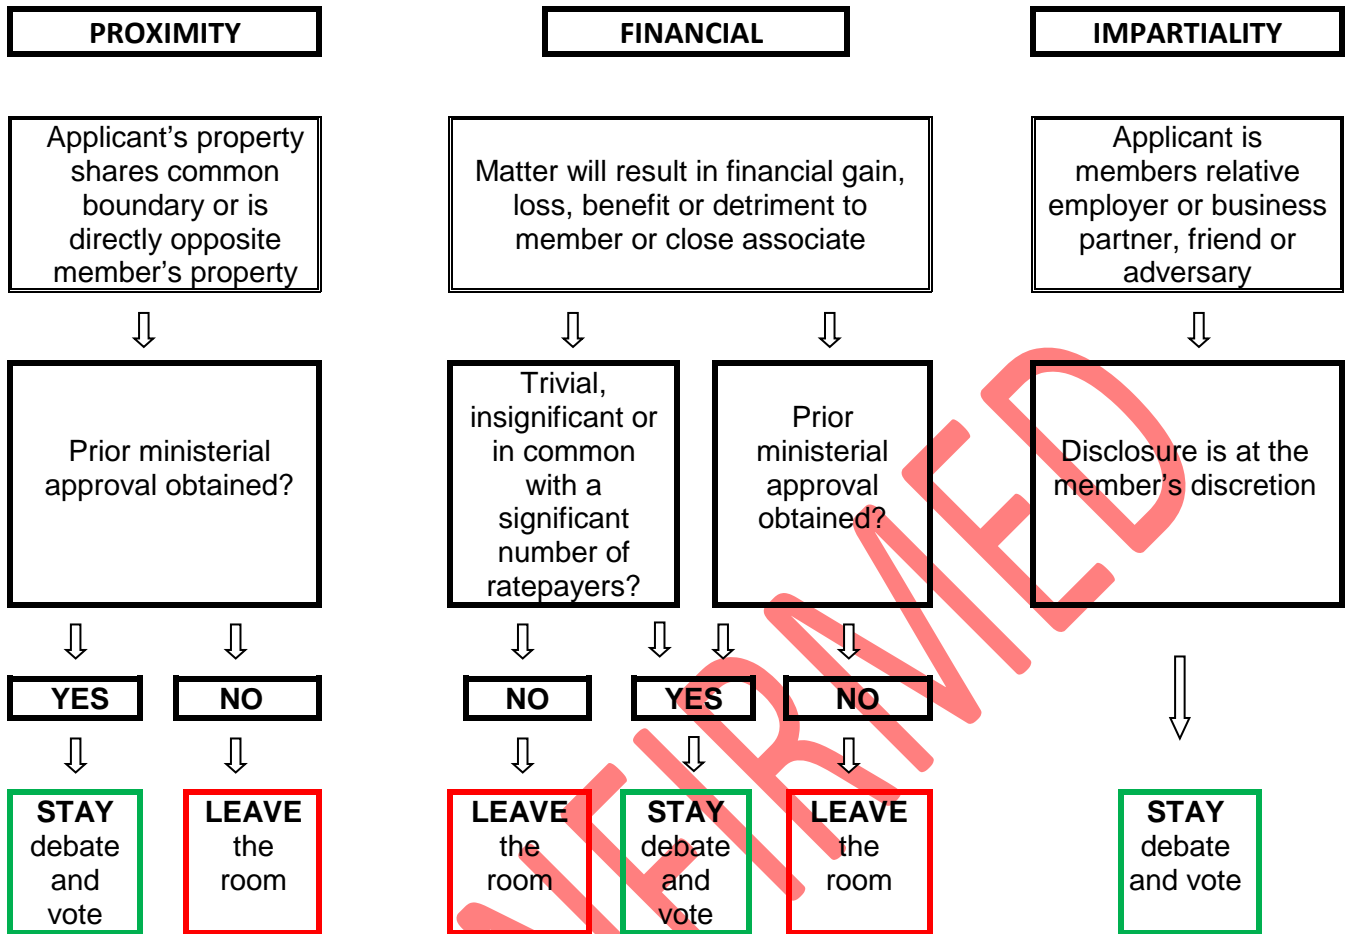 PROXIMITY
FINANCIAL
IMPARTIALITY
Applicant’s property
shares common
boundary or is
directly opposite
member’s property
Matter will result in financial gain,
loss, benefit or detriment to
member or close associate
Applicant is
members relative
employer or business
partner, friend or
adversary
Prior ministerial
approval obtained?
Trivial,
insignificant or
in common
with a
significant
number of
ratepayers?
Prior
ministerial
approval
obtained?
Disclosure is at the
member’s discretion
YES
NO
NO
YES
NO
STAY
debate
and
vote
LEAVE
the
room
LEAVE
the
room
STAY
debate
and
vote
LEAVE
the
room
STAY
debate
and vote
FIRMED